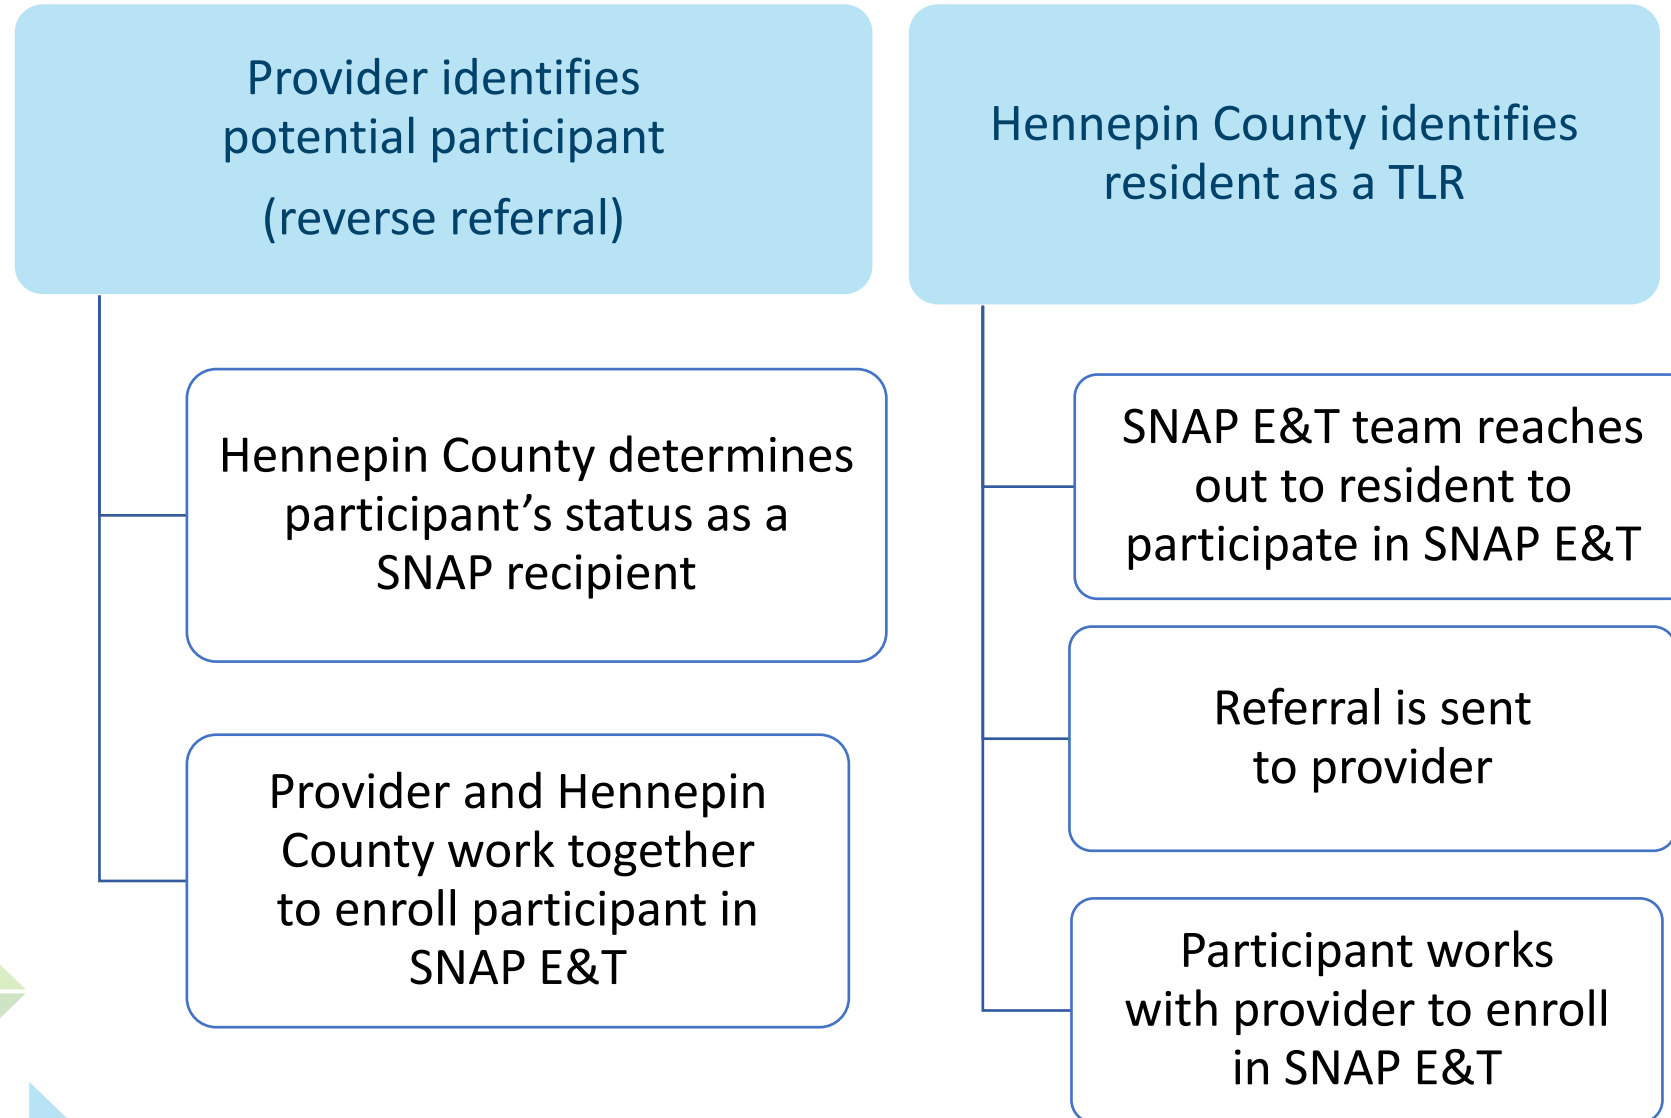 Provider identifies
potential participant
(reverse referral)
Hennepin County determines
participant’s status as a
SNAP recipient
Provider and Hennepin
County work together
to enroll participant in
SNAP E&T
Hennepin County identifies
resident as a TLR
SNAP E&T team reaches
out to resident to
participate in SNAP E&T
Referral is sent
to provider
Participant works
with provider to enroll
in SNAP E&T